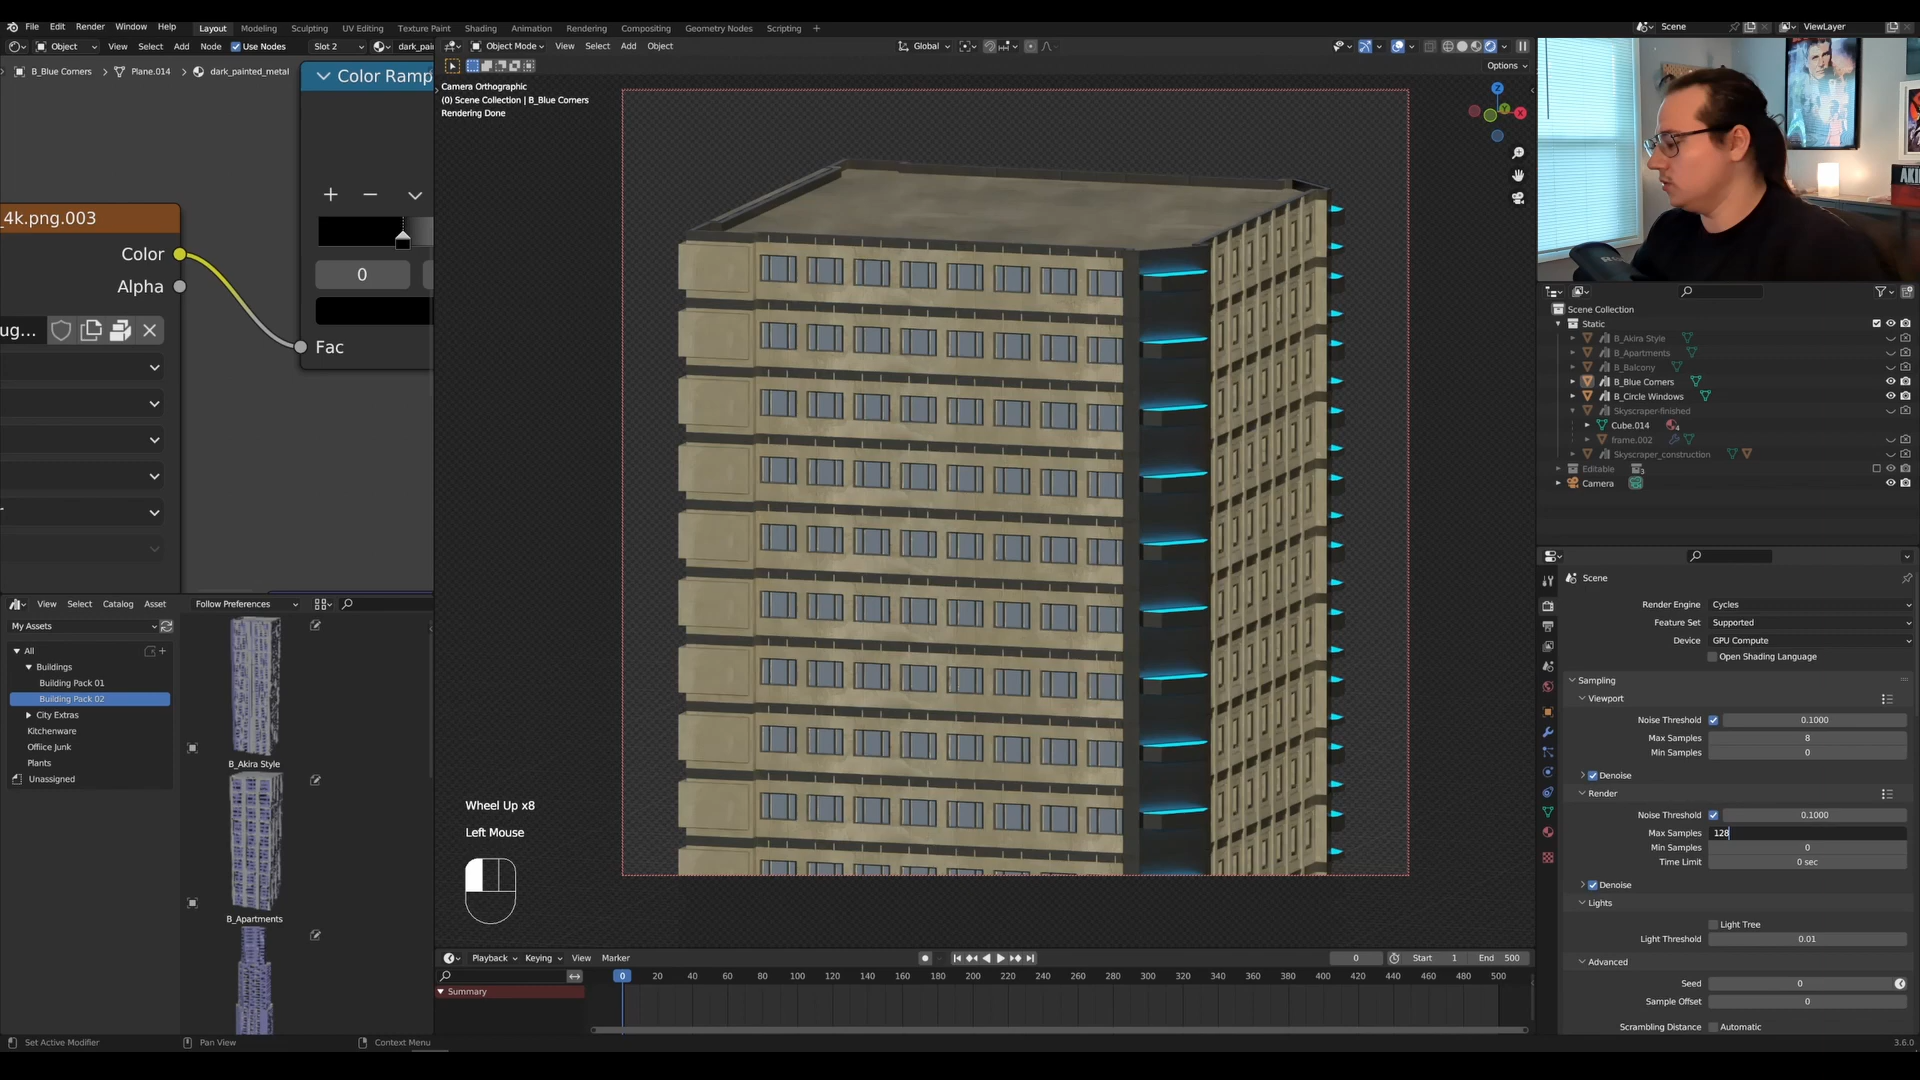 File Edit Render Window Help Layout Modeling Sculpting UV Editing Texture Paint Shading Animation Rendering Compositing Geometry Nodes Scripting + Scene ViewLayer
Object View Select Add Node Use Nodes Slot 2 dark_pai
Object Mode View Select Add Object Global
Options
B_Blue Corners > Plane.014 > dark_painted_metal
Color Ramp
Camera Orthographic
(0) Scene Collection | B_Blue Corners
Rendering Done
Z
Y
X
_4k.png.003
Color
Alpha
0
ug...
Fac
View Select Catalog Asset Follow Preferences
My Assets
All
Buildings
Building Pack 01
Building Pack 02
City Extras
Kitchenware
Office Junk
Plants
Unassigned
B_Akira Style
B_Apartments
Wheel Up x8
Left Mouse
Playback Keying View Marker 0 Start 1 End 500
0 20 40 60 80 100 120 140 160 180 200 220 240 260 280 300 320 340 360 380 400 420 440 460 480 500
Summary
AKI
Scene Collection
Static
B_Akira Style
B_Apartments
B_Balcony
B_Blue Corners
B_Circle Windows
Skyscraper-finished
Cube.014
frame.002
Skyscraper_construction
Editable 3
Camera
Scene
Render Engine Cycles
Feature Set Supported
Device GPU Compute
Open Shading Language
Sampling
Viewport
Noise Threshold 0.1000
Max Samples 8
Min Samples 0
Denoise
Render
Noise Threshold 0.1000
Max Samples 128
Min Samples 0
Time Limit 0 sec
Denoise
Lights
Light Tree
Light Threshold 0.01
Advanced
Seed 0
Sample Offset 0
Scrambling Distance Automatic
Set Active Modifier Pan View Context Menu 3.6.0